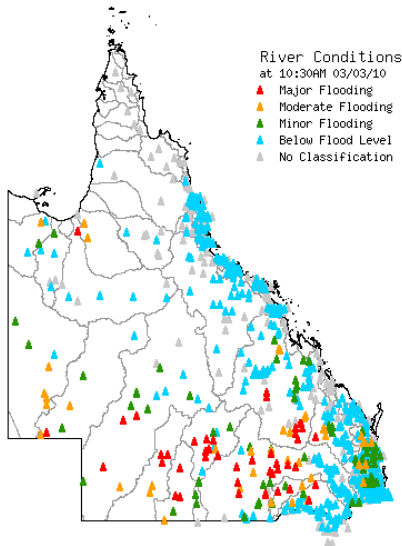 River Conditions
at 10:30AM 03/03/10
Major Flooding
Moderate Flooding
Minor Flooding
Below Flood Level
No Classification